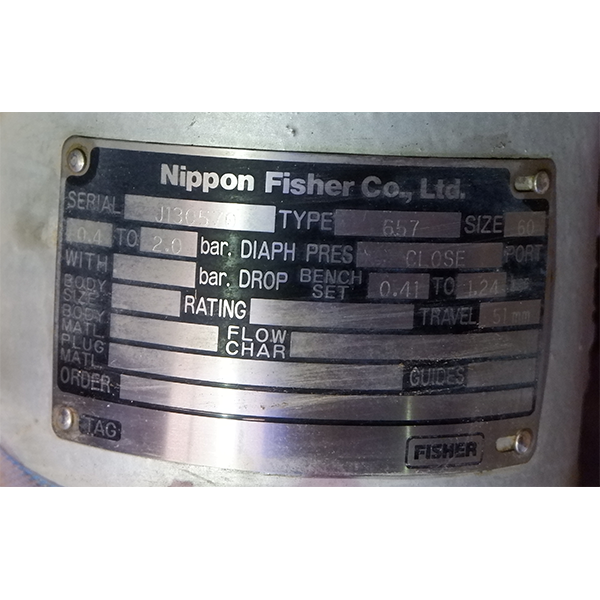 Nippon Fisher Co., Ltd.
SERIAL TYPE 657 SIZE 60
0.4 TO 2.0 bar. DIAPH PRES CLOSE PORT
WITH bar. DROP BENCH SET 0.41 TO 1.24 bar.
BODY SIZE RATING TRAVEL 51 mm
BODY MATL FLOW CHAR
PLUG MATL
ORDER GUIDES
TAG
FISHER